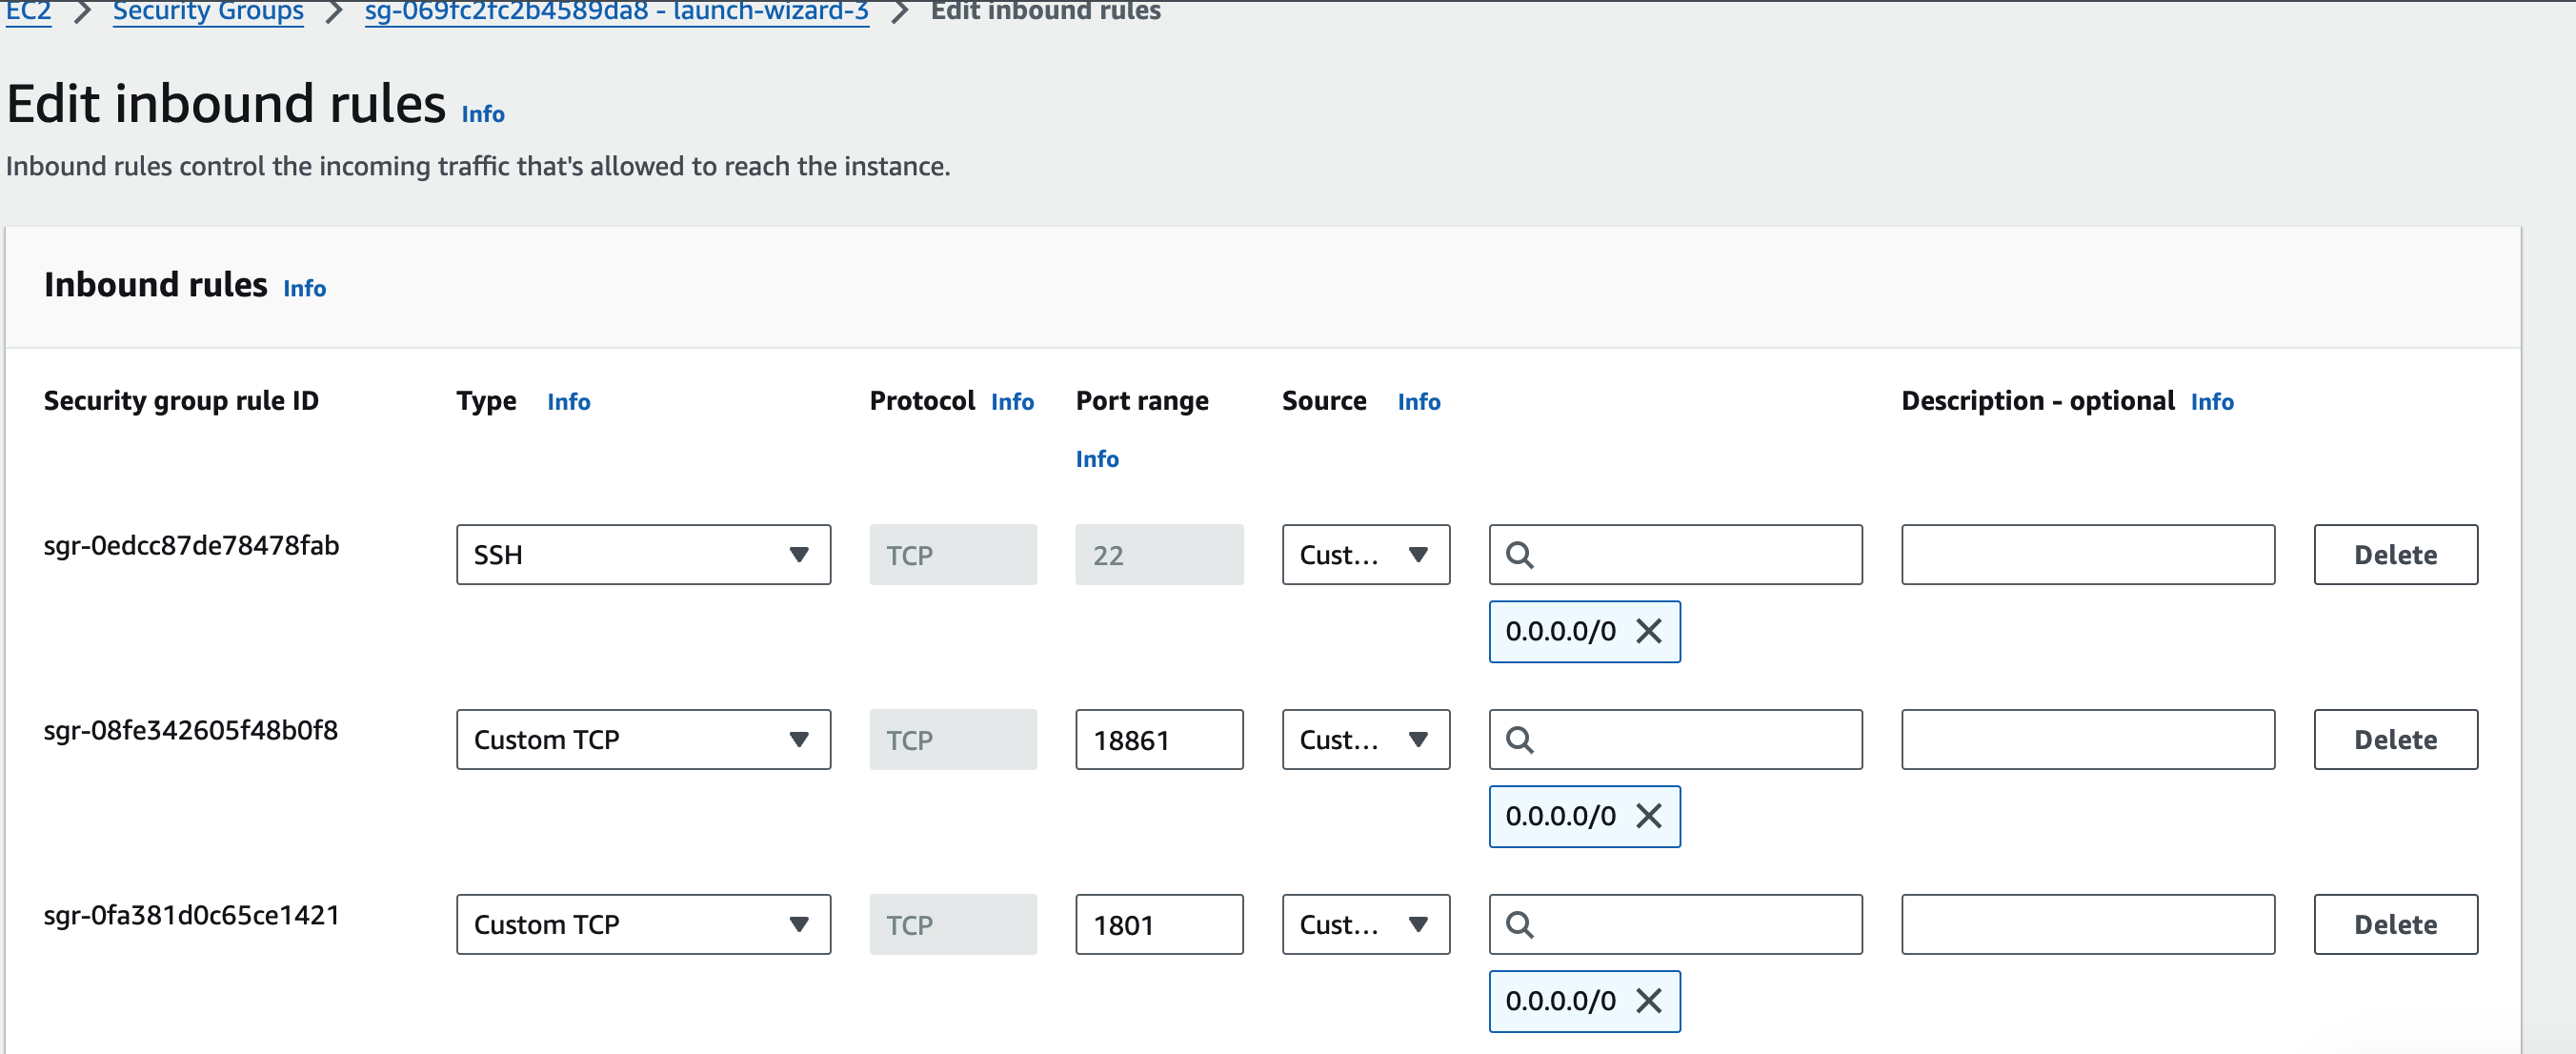 EC2 > Security Groups > sg-069fc2fc2b4589da8 - launch-wizard-3 > Edit inbound rules
Edit inbound rules Info
Inbound rules control the incoming traffic that's allowed to reach the instance.
Inbound rules Info
Security group rule ID Type Info Protocol Info Port range Info Source Info Description - optional Info
sgr-0edcc87de78478fab SSH TCP 22 Cust... Delete
0.0.0.0/0
sgr-08fe342605f48b0f8 Custom TCP TCP 18861 Cust... Delete
0.0.0.0/0
sgr-0fa381d0c65ce1421 Custom TCP TCP 1801 Cust... Delete
0.0.0.0/0